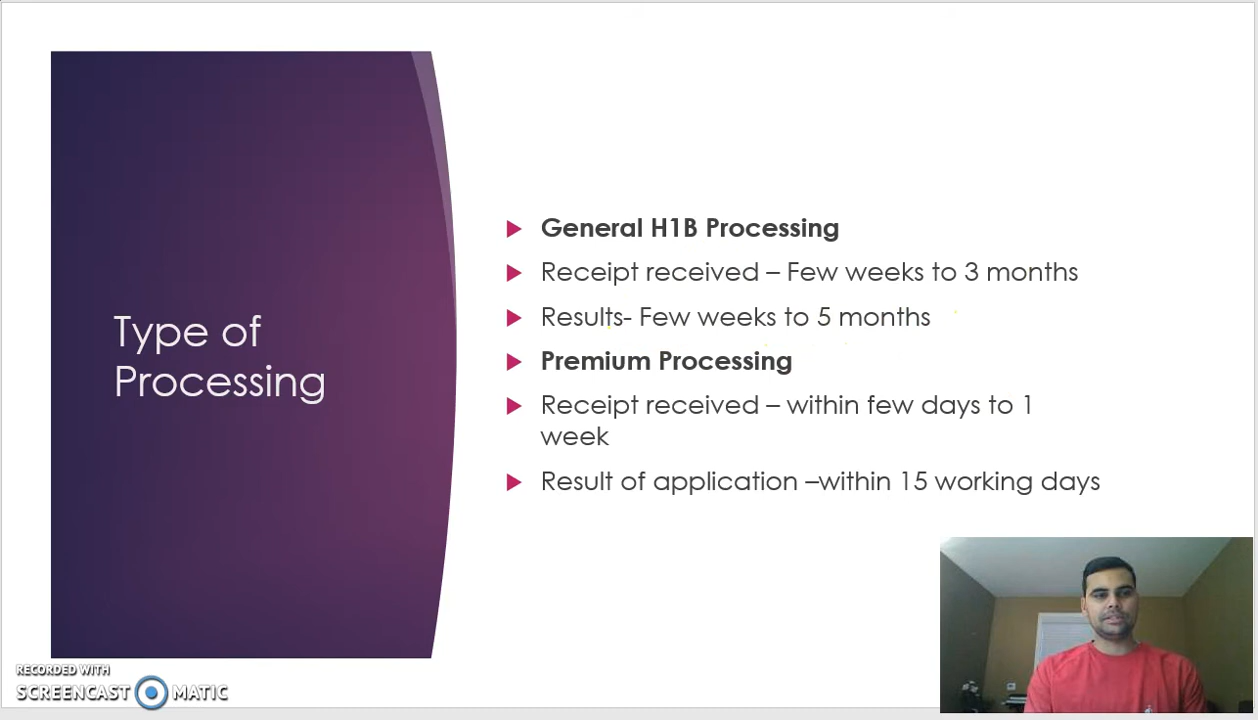 Type of
Processing
General H1B Processing
Receipt received – Few weeks to 3 months
Results- Few weeks to 5 months
Premium Processing
Receipt received – within few days to 1
week
Result of application –within 15 working days
RECORDED WITH
SCREENCAST MATIC